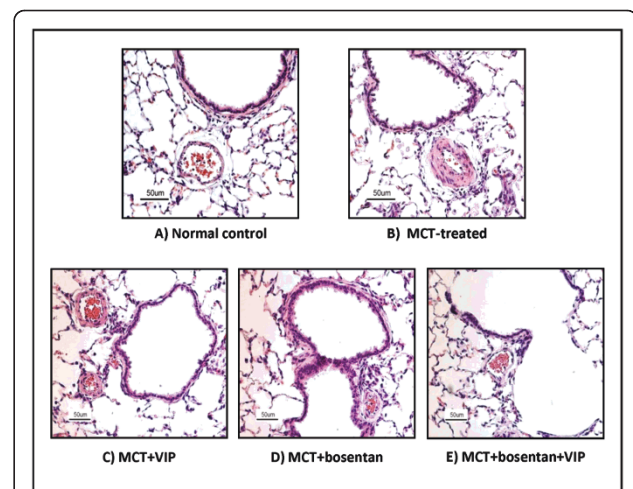 50um
50um
A) Normal control
B) MCT-treated
50um
50um
50um
C) MCT+VIP
D) MCT+bosentan
E) MCT+bosentan+VIP